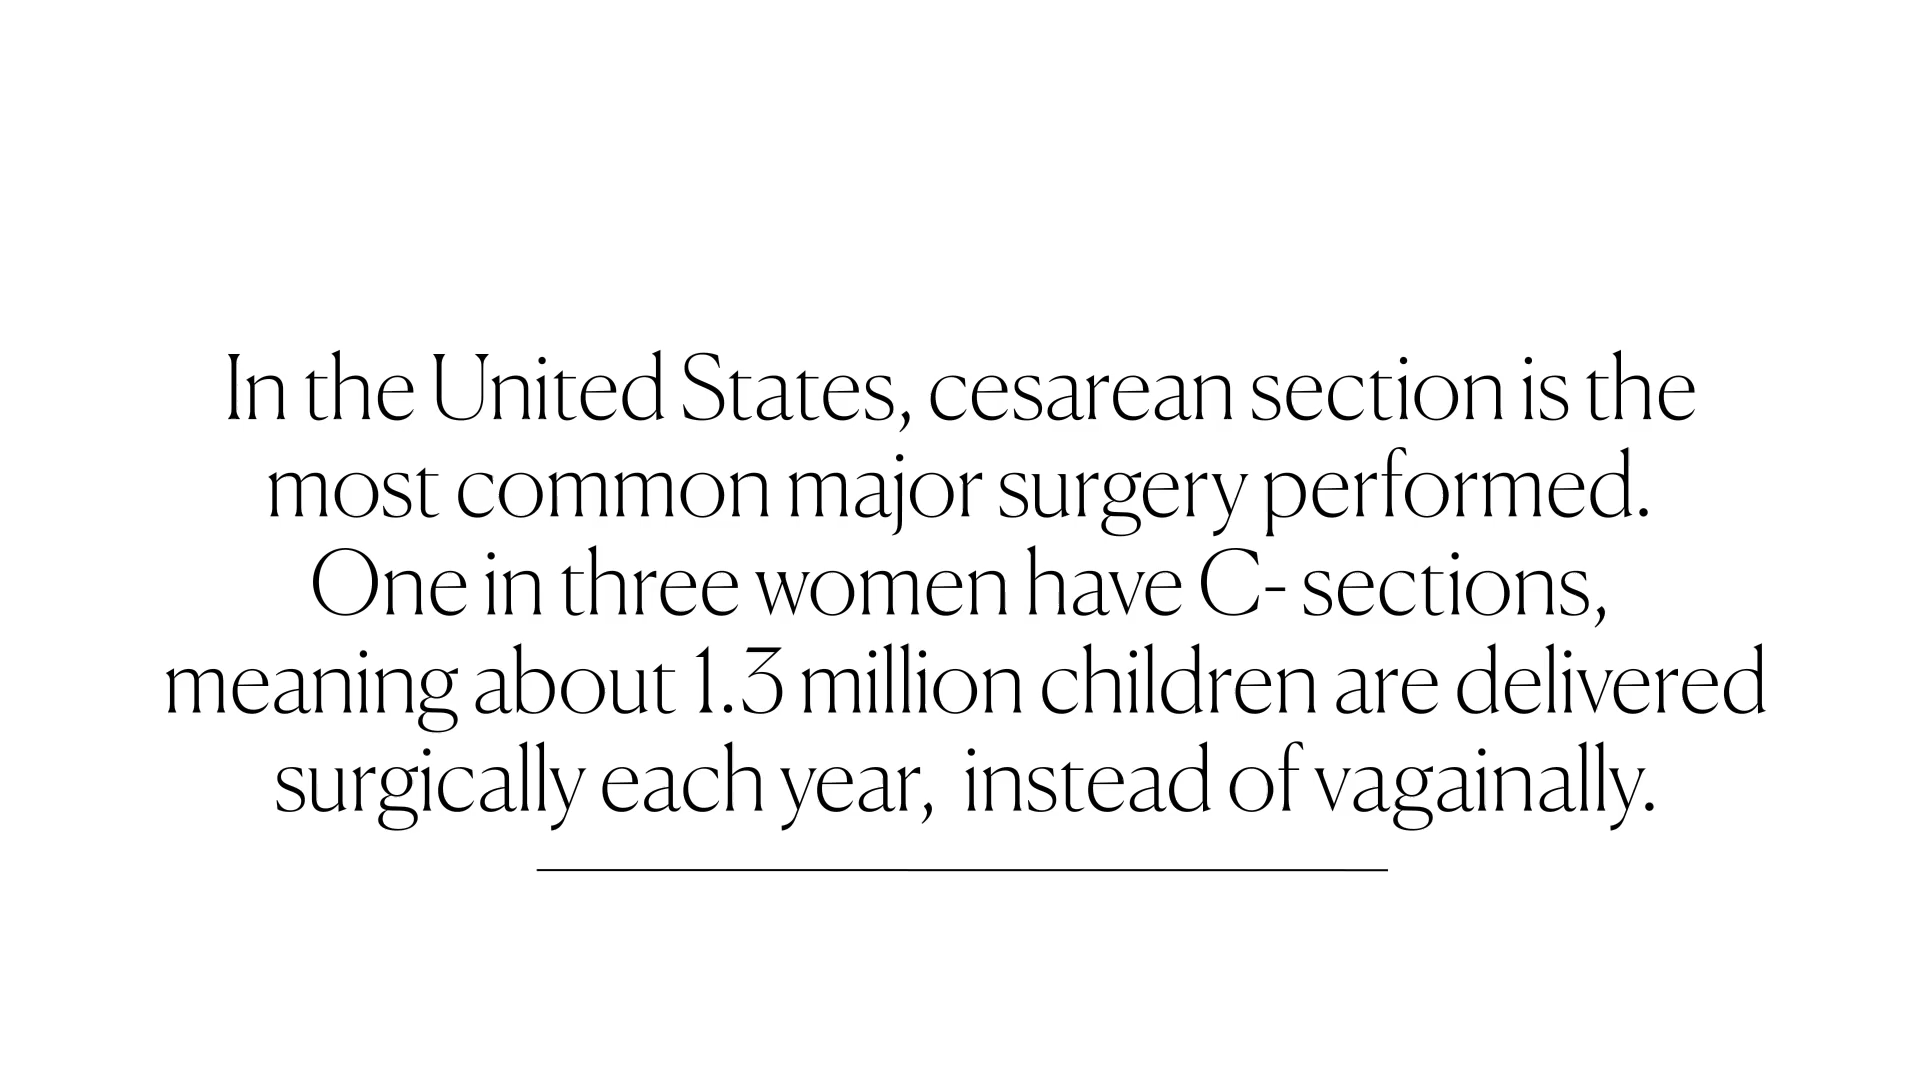 In the United States, cesarean section is the
most common major surgery performed.
One in three women have C- sections,
meaning about 1.3 million children are delivered
surgically each year,  instead of vagainally.